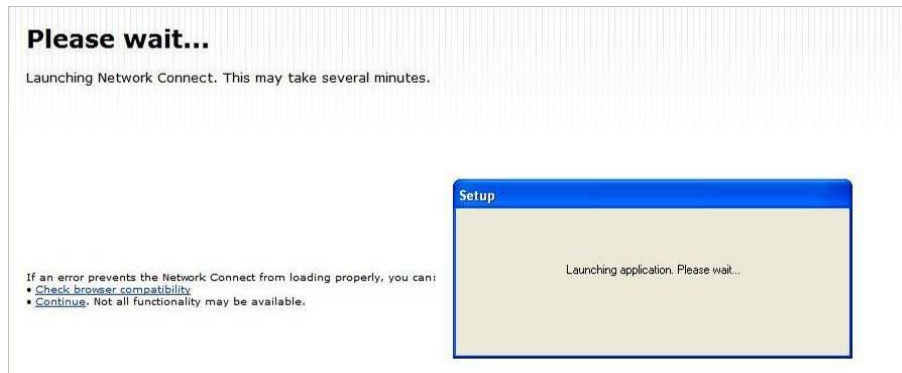 Please wait...
Launching Network Connect. This may take several minutes.
Setup
Launching application. Please wait...
If an error prevents the Network Connect from loading properly, you can:
• Check browser compatibility
• Continue. Not all functionality may be available.